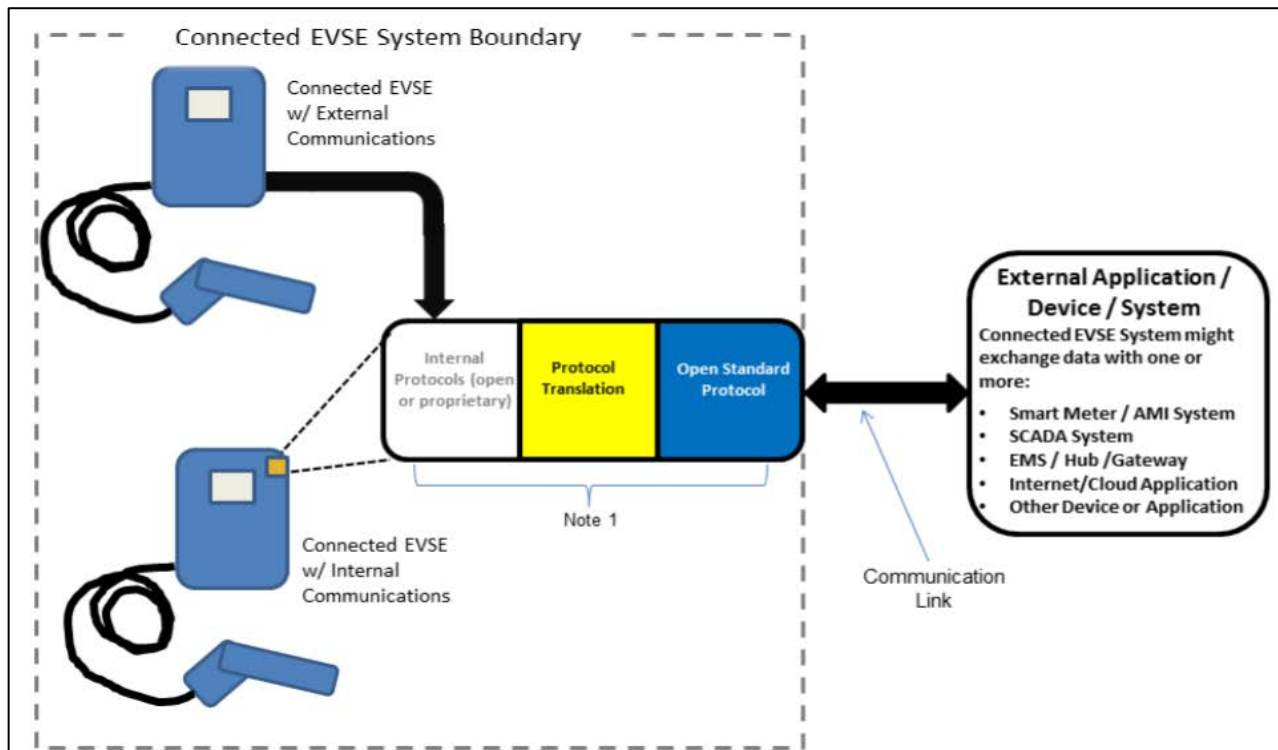 Connected EVSE System Boundary
Connected EVSE
w/ External
Communications
Internal
Protocols (open
or proprietary)
Protocol
Translation
Open Standard
Protocol
Note 1
Connected EVSE
w/ Internal
Communications
External Application /
Device / System
Connected EVSE System might
exchange data with one or
more:
• Smart Meter / AMI System
• SCADA System
• EMS / Hub /Gateway
• Internet/Cloud Application
• Other Device or Application
Communication
Link